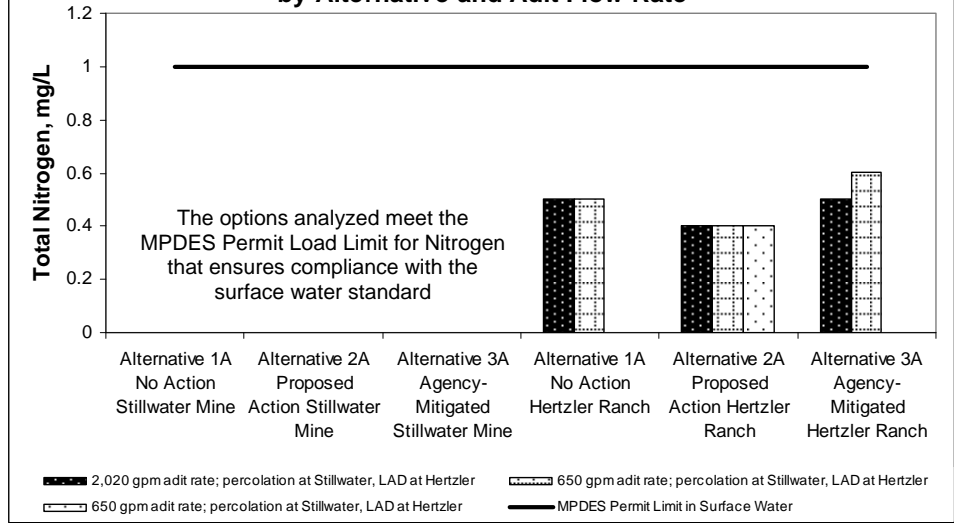 by Alternative and Adit Flow Rate
1.2
1
0.8
0.6
0.4
0.2
0
Total Nitrogen, mg/L
The options analyzed meet the
MPDES Permit Load Limit for Nitrogen
that ensures compliance with the
surface water standard
Alternative 1A
No Action
Stillwater Mine
Alternative 2A
Proposed
Action Stillwater
Mine
Alternative 3A
Agency-
Mitigated
Stillwater Mine
Alternative 1A
No Action
Hertzler Ranch
Alternative 2A
Proposed
Action Hertzler
Ranch
Alternative 3A
Agency-
Mitigated
Hertzler Ranch
2,020 gpm adit rate; percolation at Stillwater, LAD at Hertzler
650 gpm adit rate; percolation at Stillwater, LAD at Hertzler
650 gpm adit rate; percolation at Stillwater, LAD at Hertzler
MPDES Permit Limit in Surface Water